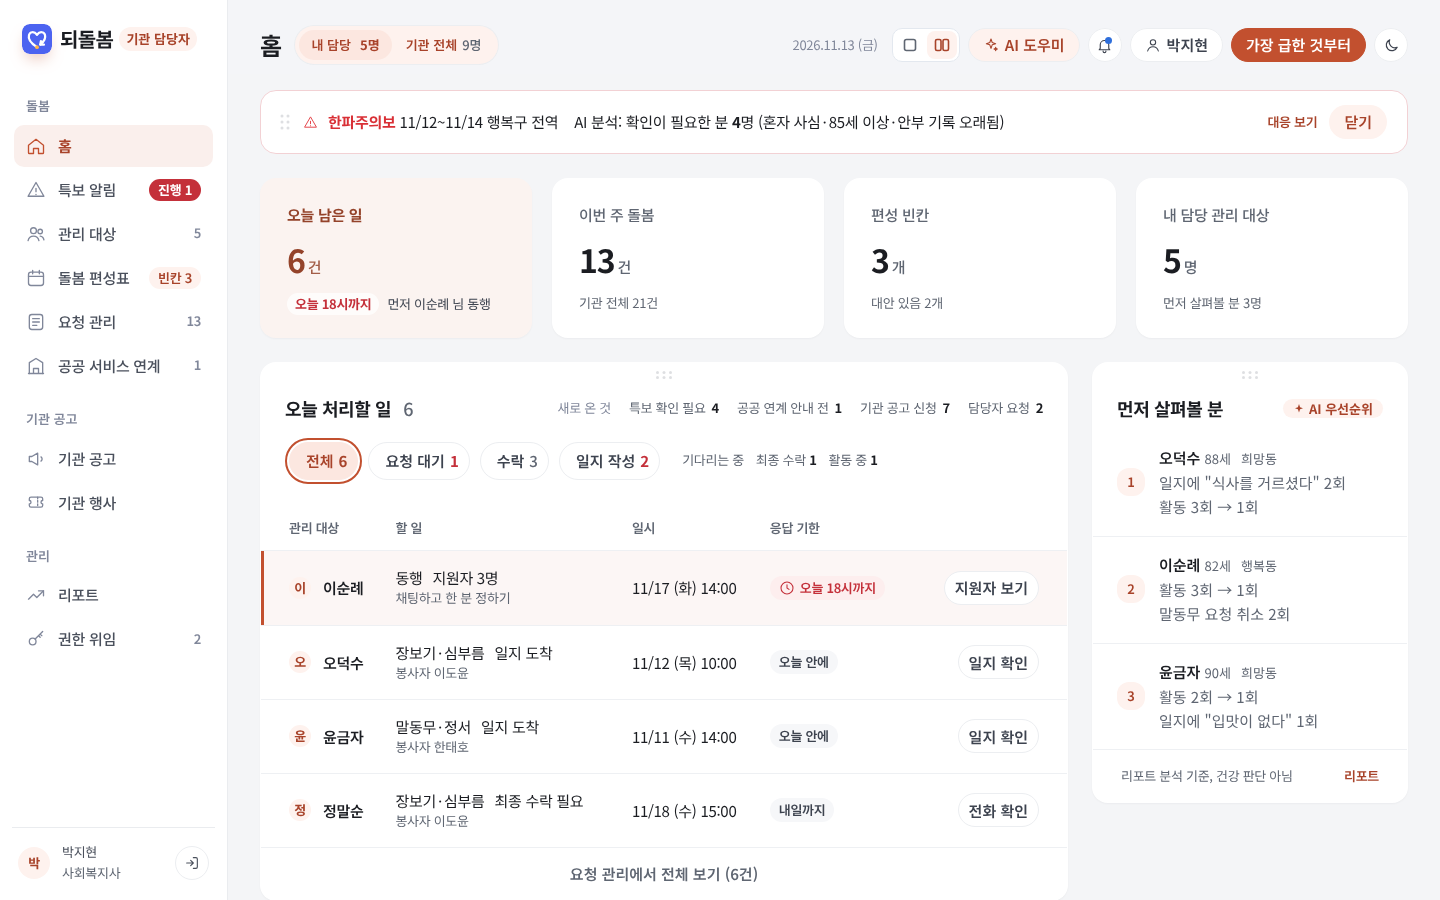 되돌봄 기관 담당자
돌봄
홈
특보 알림 진행 1
관리 대상 5
돌봄 편성표 빈칸 3
요청 관리 13
공공 서비스 연계 1
기관 공고
기관 공고
기관 행사
관리
리포트
권한 위임 2
박 박지현
사회복지사
홈 내 담당 5명 기관 전체 9명 2026.11.13 (금) AI 도우미 박지현 가장 급한 것부터
한파주의보 11/12~11/14 행복구 전역 AI 분석: 확인이 필요한 분 4명 (혼자 사심·85세 이상·안부 기록 오래됨) 대응 보기 닫기
오늘 남은 일
6건
오늘 18시까지 먼저 이순례 님 동행
이번 주 돌봄
13건
기관 전체 21건
편성 빈칸
3개
대안 있음 2개
내 담당 관리 대상
5명
먼저 살펴볼 분 3명
오늘 처리할 일 6 새로 온 것 특보 확인 필요 4 공공 연계 안내 전 1 기관 공고 신청 7 담당자 요청 2
전체 6 요청 대기 1 수락 3 일지 작성 2 기다리는 중 최종 수락 1 활동 중 1
관리 대상 할 일 일시 응답 기한
이 이순례 동행 지원자 3명 11/17 (화) 14:00 오늘 18시까지 지원자 보기
채팅하고 한 분 정하기
오 오덕수 장보기·심부름 일지 도착 11/12 (목) 10:00 오늘 안에 일지 확인
봉사자 이도윤
윤 윤금자 말동무·정서 일지 도착 11/11 (수) 14:00 오늘 안에 일지 확인
봉사자 한태호
정 정말순 장보기·심부름 최종 수락 필요 11/18 (수) 15:00 내일까지 전화 확인
봉사자 이도윤
요청 관리에서 전체 보기 (6건)
먼저 살펴볼 분 AI 우선순위
1 오덕수 88세 희망동
일지에 "식사를 거르셨다" 2회
활동 3회 → 1회
2 이순례 82세 행복동
활동 3회 → 1회
말동무 요청 취소 2회
3 윤금자 90세 희망동
활동 2회 → 1회
일지에 "입맛이 없다" 1회
리포트 분석 기준, 건강 판단 아님 리포트